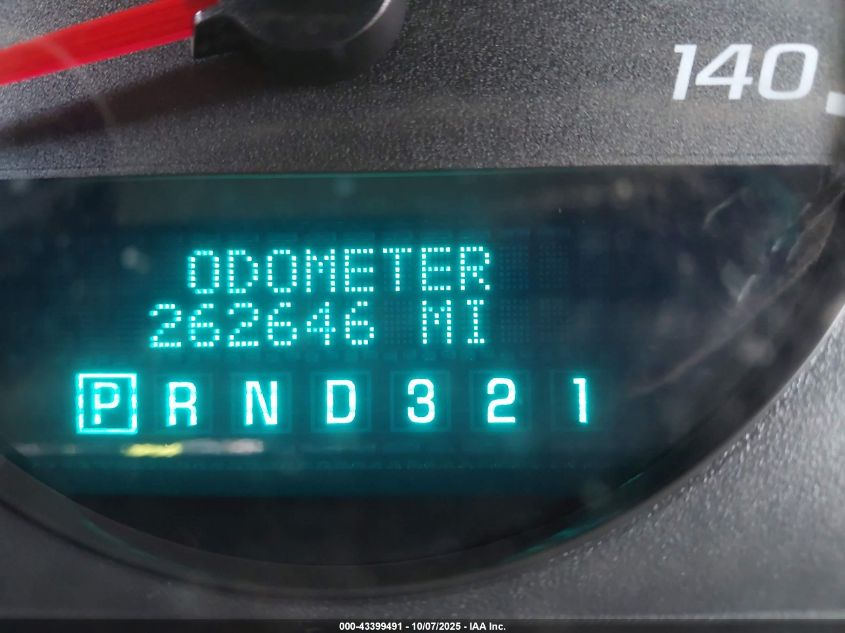 140
ODOMETER
262646 MI
P R N D 3 2 1
000-43399491 - 10/07/2025 - IAA Inc.